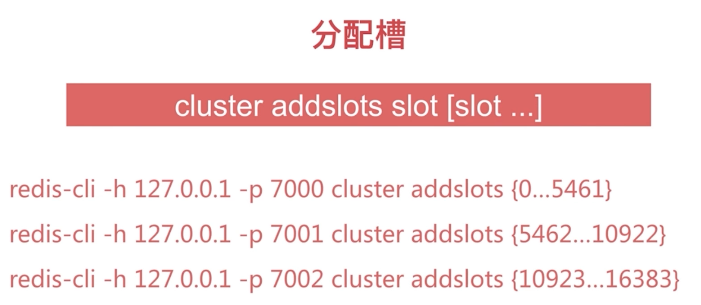 分配槽
cluster addslots slot [slot ...]
redis-cli -h 127.0.0.1 -p 7000 cluster addslots {0...5461}
redis-cli -h 127.0.0.1 -p 7001 cluster addslots {5462...10922}
redis-cli -h 127.0.0.1 -p 7002 cluster addslots {10923...16383}